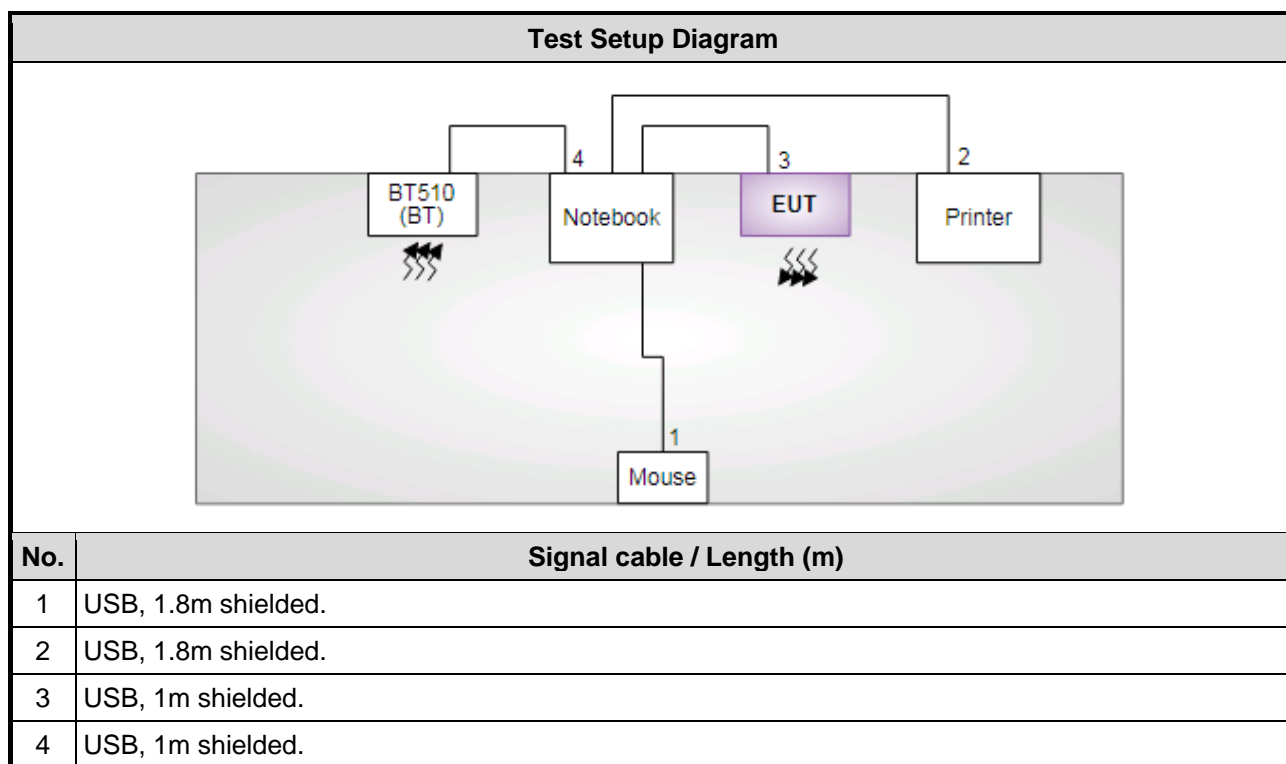 Test Setup Diagram
4
3
2
BT510
(BT)
Notebook
EUT
Printer
1
Mouse
No. Signal cable / Length (m)
1 USB, 1.8m shielded.
2 USB, 1.8m shielded.
3 USB, 1m shielded.
4 USB, 1m shielded.